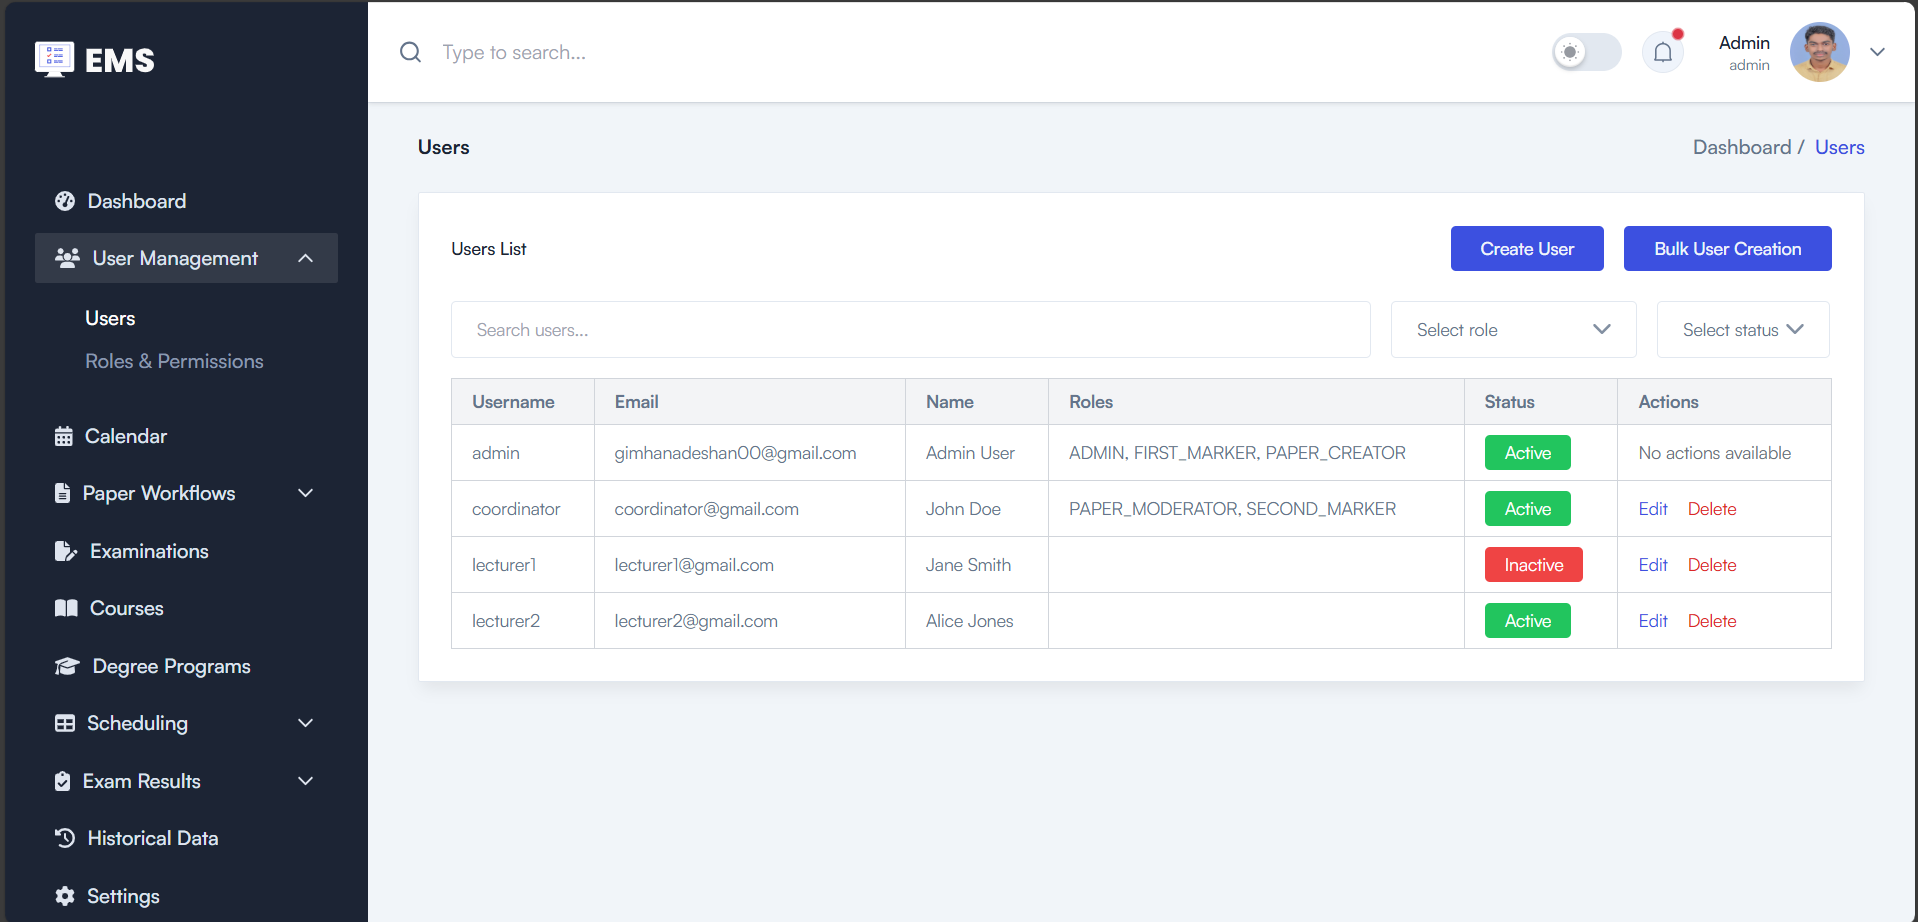 EMS
Type to search...
Admin
admin
Dashboard
User Management
Users
Roles & Permissions
Calendar
Paper Workflows
Examinations
Courses
Degree Programs
Scheduling
Exam Results
Historical Data
Settings
Users
Dashboard / Users
Users List
Create User
Bulk User Creation
Search users...
Select role
Select status
Username Email Name Roles Status Actions
admin gimhanadeshan00@gmail.com Admin User ADMIN, FIRST_MARKER, PAPER_CREATOR Active No actions available
coordinator coordinator@gmail.com John Doe PAPER_MODERATOR, SECOND_MARKER Active Edit Delete
lecturer1 lecturer1@gmail.com Jane Smith Inactive Edit Delete
lecturer2 lecturer2@gmail.com Alice Jones Active Edit Delete